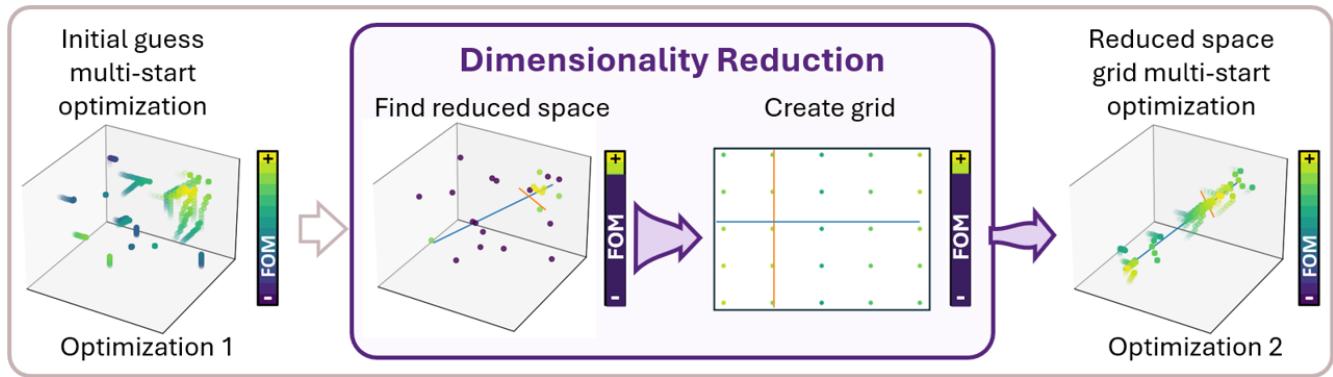 Initial guess
multi-start
optimization
+
FOM
-
Optimization 1
Dimensionality Reduction
Find reduced space
+
FOM
-
Create grid
+
FOM
-
Reduced space
grid multi-start
optimization
+
FOM
-
Optimization 2